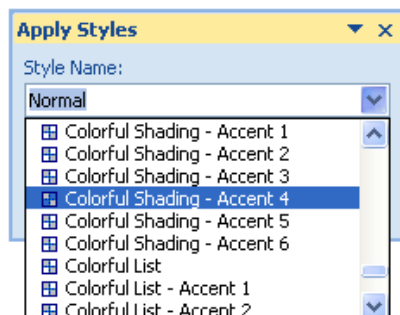 Apply Styles
Style Name:
Normal
Colorful Shading - Accent 1
Colorful Shading - Accent 2
Colorful Shading - Accent 3
Colorful Shading - Accent 4
Colorful Shading - Accent 5
Colorful Shading - Accent 6
Colorful List
Colorful List - Accent 1
Colorful List - Accent 2